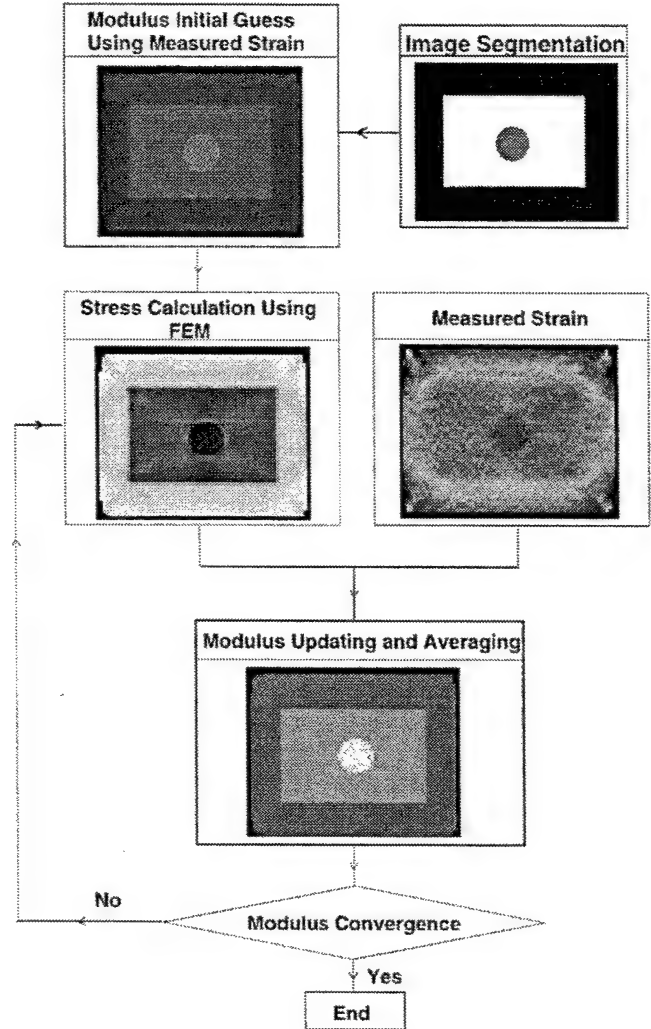 Modulus Initial Guess
Using Measured Strain
Image Segmentation
Stress Calculation Using
FEM
Measured Strain
Modulus Updating and Averaging
No
Modulus Convergence
Yes
End